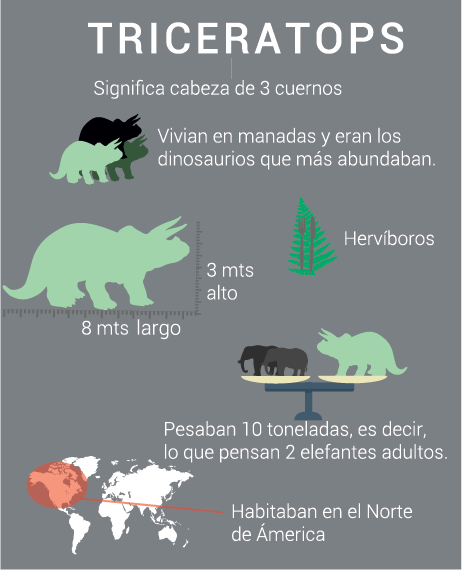 TRICERATOPS
Significa cabeza de 3 cuernos
Vivian en manadas y eran los
dinosaurios que más abundaban.
Hervíboros
3 mts
alto
8 mts largo
Pesaban 10 toneladas, es decir,
lo que pensan 2 elefantes adultos.
Habitaban en el Norte
de Ámerica